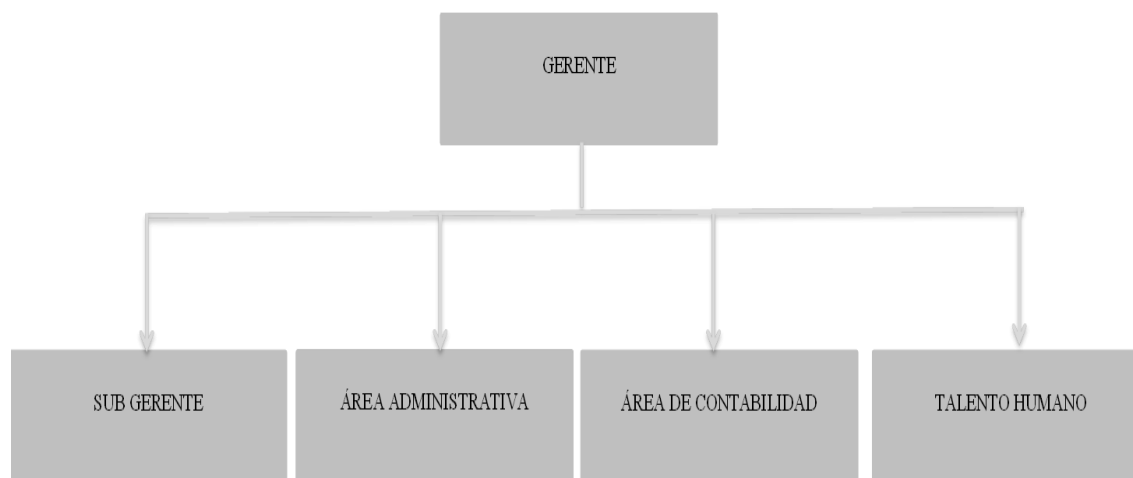 GERENTE
SUB GERENTE
ÁREA ADMINISTRATIVA
ÁREA DE CONTABILIDAD
TALENTO HUMANO